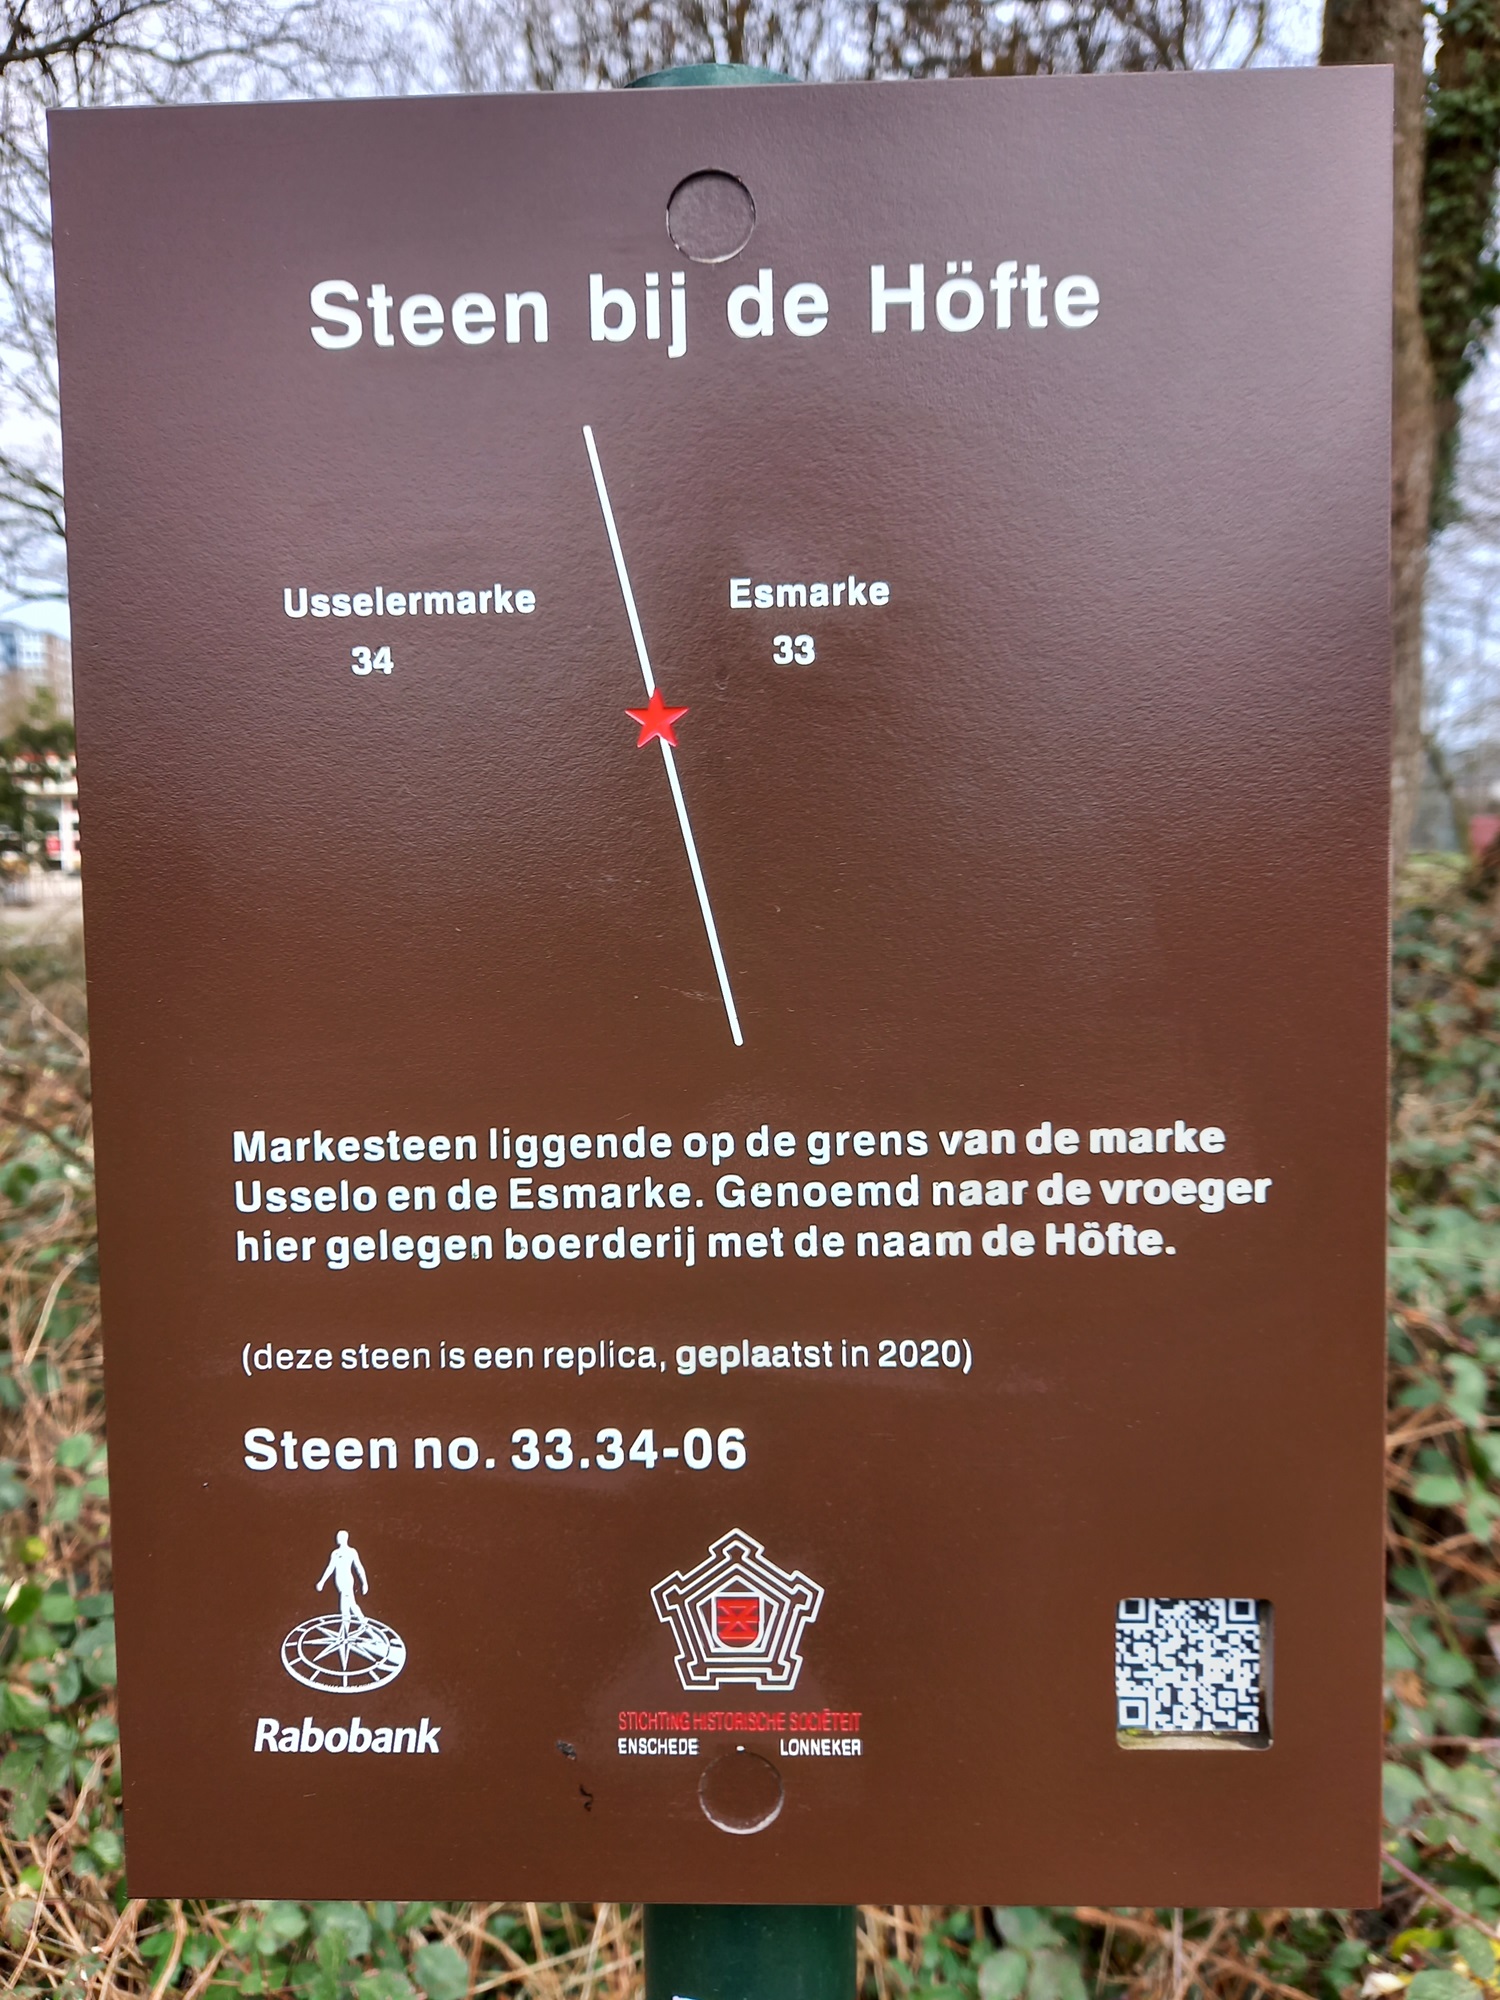 Steen bij de Höfte
Usselermarke
34
Esmarke
33
Markesteen liggende op de grens van de marke
Usselo en de Esmarke. Genoemd naar de vroeger
hier gelegen boerderij met de naam de Höfte.
(deze steen is een replica, geplaatst in 2020)
Steen no. 33.34-06
Rabobank
STICHTING HISTORISCHE SOCIËTEIT
ENSCHEDE · LONNEKER